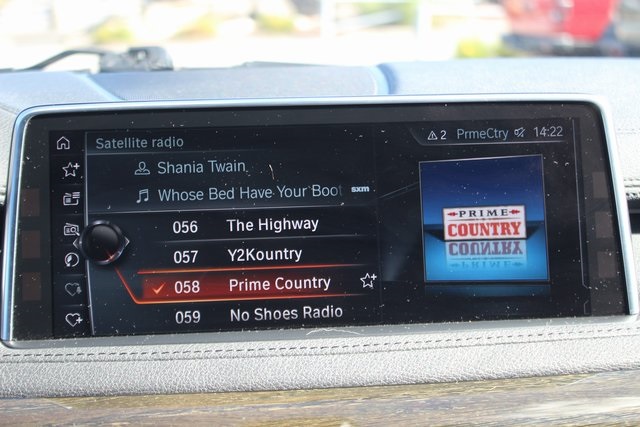 Satellite radio
2 PrmeCtry 14:22
Shania Twain
Whose Bed Have Your Boot sxm
056 The Highway
057 Y2Kountry
058 Prime Country
059 No Shoes Radio
PRIME
COUNTRY